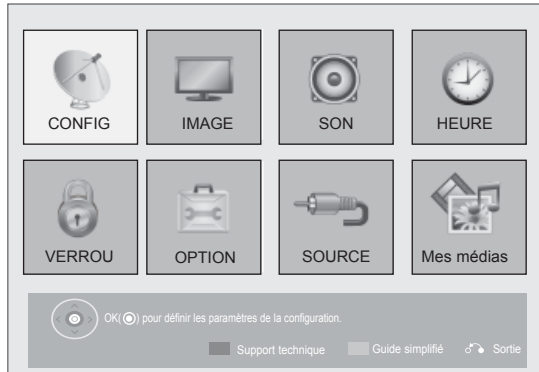 CONFIG IMAGE SON HEURE
VERROU OPTION SOURCE Mes médias
OK(◉) pour définir les paramètres de la configuration.
Support technique Guide simplifié Sortie